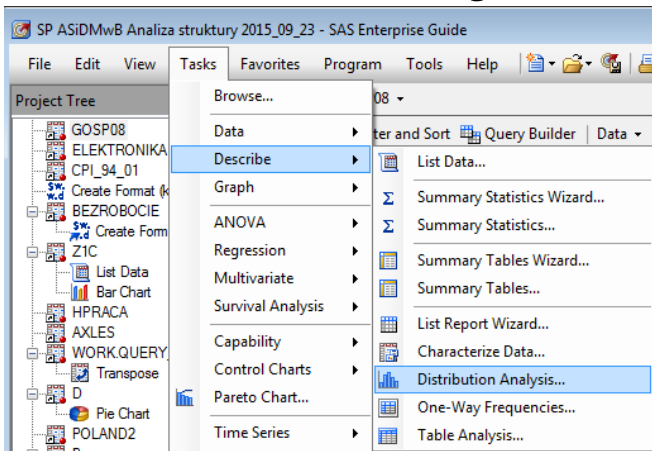 SP ASiDMwB Analiza struktury 2015_09_23 - SAS Enterprise Guide
File Edit View Tasks Favorites Program Tools Help
Project Tree
08
ter and Sort Query Builder Data
GOSP08
ELEKTRONIKA
CPI_94_01
Create Format (k
BEZROBOCIE
Create Form
Z1C
List Data
Bar Chart
HPRACA
AXLES
WORK.QUERY_
Transpose
D
Pie Chart
POLAND2
Browse...
Data
Describe
Graph
ANOVA
Regression
Multivariate
Survival Analysis
Capability
Control Charts
Pareto Chart...
Time Series
List Data...
Summary Statistics Wizard...
Summary Statistics...
Summary Tables Wizard...
Summary Tables...
List Report Wizard...
Characterize Data...
Distribution Analysis...
One-Way Frequencies...
Table Analysis...